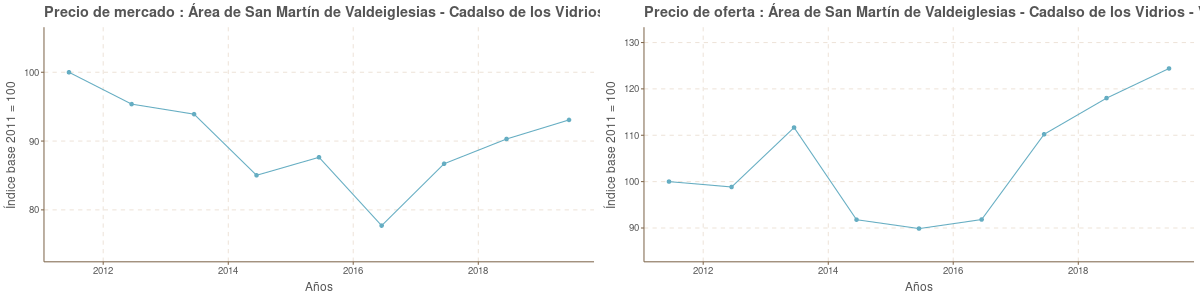 Precio de mercado : Área de San Martín de Valdeiglesias - Cadalso de los Vidrios
100
90
80
Índice base 2011 = 100
2012
2014
2016
2018
Años
Precio de oferta : Área de San Martín de Valdeiglesias - Cadalso de los Vidrios -
130
120
110
100
90
Índice base 2011 = 100
2012
2014
2016
2018
Años